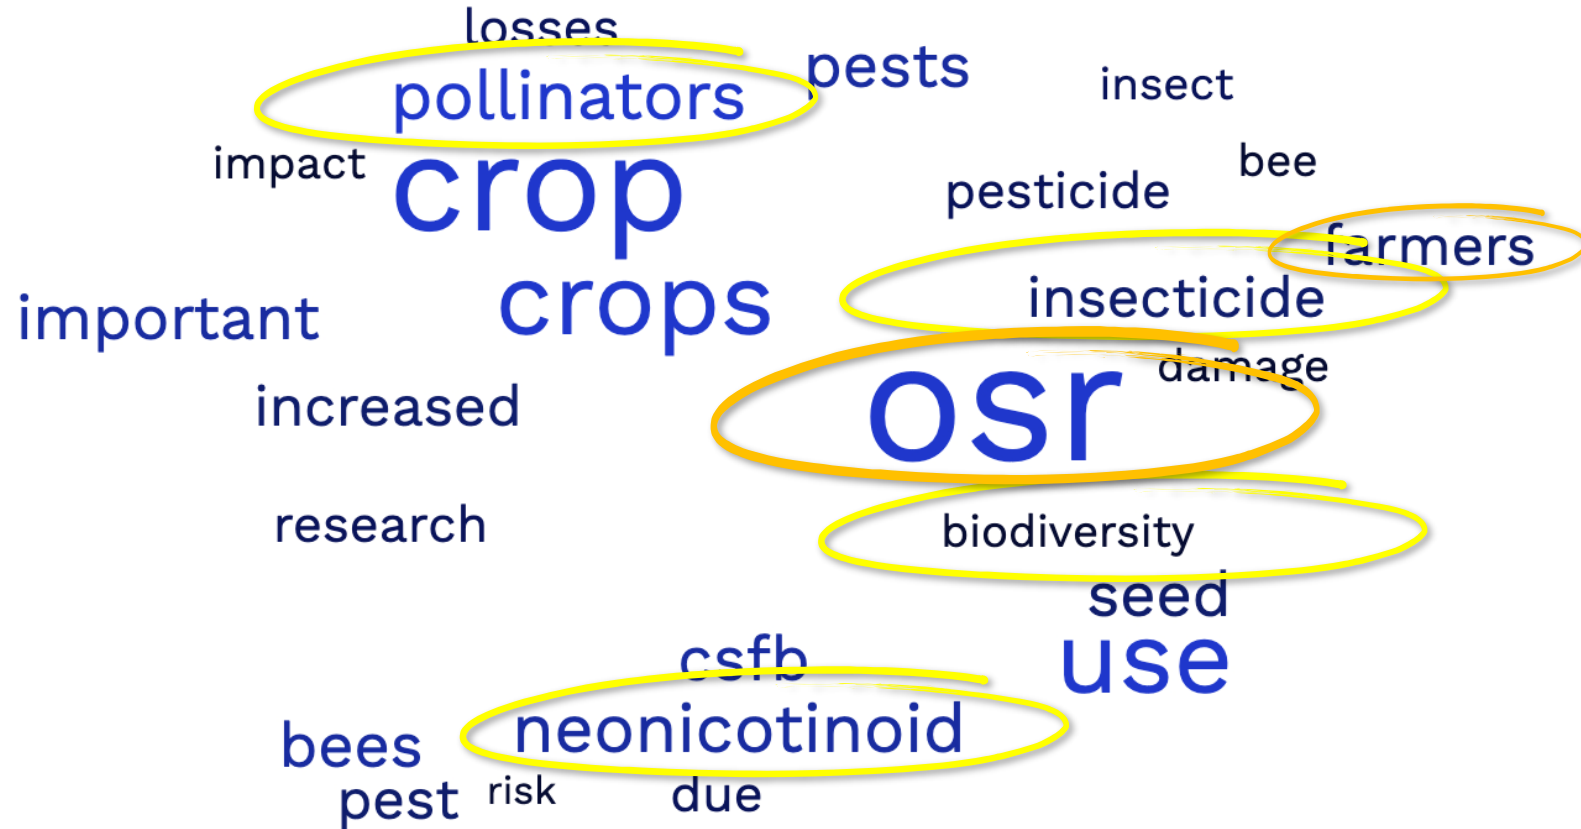 losses
pollinators
pests
insect
impact
crop
bee
pesticide
farmers
important
crops
insecticide
damage
increased
osr
research
biodiversity
seed
csfb
use
bees
neonicotinoid
pest
risk
due